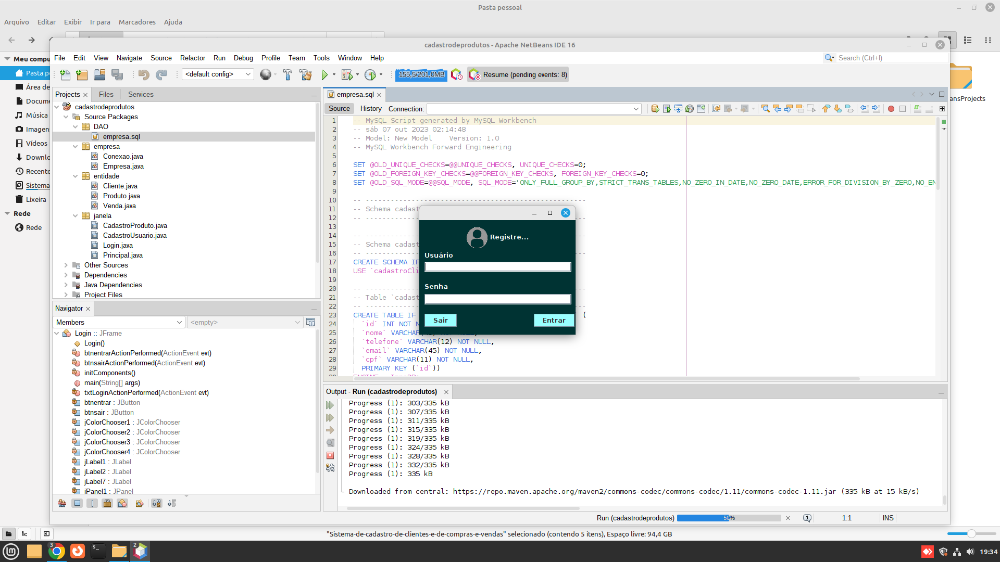 Pasta pessoal
Arquivo Editar Exibir Ir para Marcadores Ajuda
cadastrodeprodutos - Apache NetBeans IDE 16
File Edit View Navigate Source Refactor Run Debug Profile Team Tools Window Help
Search (Ctrl+I)
<default config>
155,5/201,0MB
Resume (pending events: 8)
Meu compu
Pasta pe
Área de
Docume
Música
Imagen
Vídeos
Downlo
Recente
Sistema
Lixeira
Rede
Rede
ansProjects
Projects
Files
Services
cadastrodeprodutos
Source Packages
DAO
empresa.sql
empresa
Conexao.java
Empresa.java
entidade
Cliente.java
Produto.java
Venda.java
janela
CadastroProduto.java
CadastroUsuario.java
Login.java
Principal.java
Other Sources
Dependencies
Java Dependencies
Project Files
Navigator
Members
<empty>
Login :: JFrame
Login()
btnentrarActionPerformed(ActionEvent evt)
btnsairActionPerformed(ActionEvent evt)
initComponents()
main(String[] args)
txtLoginActionPerformed(ActionEvent evt)
btnentrar : JButton
btnsair : JButton
jColorChooser1 : JColorChooser
jColorChooser2 : JColorChooser
jColorChooser3 : JColorChooser
jColorChooser4 : JColorChooser
jLabel1 : JLabel
jLabel2 : JLabel
jLabel7 : JLabel
jPanel1 : JPanel
empresa.sql
Source History Connection:
1 -- MySQL Script generated by MySQL Workbench
2 -- sáb 07 out 2023 02:14:48
3 -- Model: New Model    Version: 1.0
4 -- MySQL Workbench Forward Engineering
5
6 SET @OLD_UNIQUE_CHECKS=@@UNIQUE_CHECKS, UNIQUE_CHECKS=0;
7 SET @OLD_FOREIGN_KEY_CHECKS=@@FOREIGN_KEY_CHECKS, FOREIGN_KEY_CHECKS=0;
8 SET @OLD_SQL_MODE=@@SQL_MODE, SQL_MODE='ONLY_FULL_GROUP_BY,STRICT_TRANS_TABLES,NO_ZERO_IN_DATE,NO_ZERO_DATE,ERROR_FOR_DIVISION_BY_ZERO,NO_EN
9
10 -- -----------------------------------------------------
11 -- Schema cadast
12 -- -----------------------------------------------------
13
14 -- -----------------------------------------------------
15 -- Schema cadast
16 -- -----------------------------------------------------
17 CREATE SCHEMA IF
18 USE `cadastroCli
19
20 -- -----------------------------------------------------
21 -- Table `cadast
22 -- -----------------------------------------------------
23 CREATE TABLE IF (
24 `id` INT NOT N
25 `nome` VARCHAR
26 `telefone` VARCHAR(12) NOT NULL,
27 `email` VARCHAR(45) NOT NULL,
28 `cpf` VARCHAR(11) NOT NULL,
29 PRIMARY KEY (`id`))
Registre...
Usuário
Senha
Sair
Entrar
Output - Run (cadastrodeprodutos)
Progress (1): 303/335 kB
Progress (1): 307/335 kB
Progress (1): 311/335 kB
Progress (1): 315/335 kB
Progress (1): 319/335 kB
Progress (1): 324/335 kB
Progress (1): 328/335 kB
Progress (1): 332/335 kB
Progress (1): 335 kB
Downloaded from central: https://repo.maven.apache.org/maven2/commons-codec/commons-codec/1.11/commons-codec-1.11.jar (335 kB at 15 kB/s)
Run (cadastrodeprodutos) 50% 1 1:1 INS
"Sistema-de-cadastro-de-clientes-e-de-compras-e-vendas" selecionado (contendo 5 itens), Espaço livre: 94,4 GB
3
2
19:34